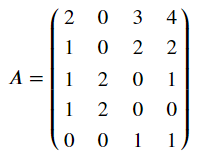 2 0 3 4
1 0 2 2
A = 1 2 0 1
1 2 0 0
0 0 1 1